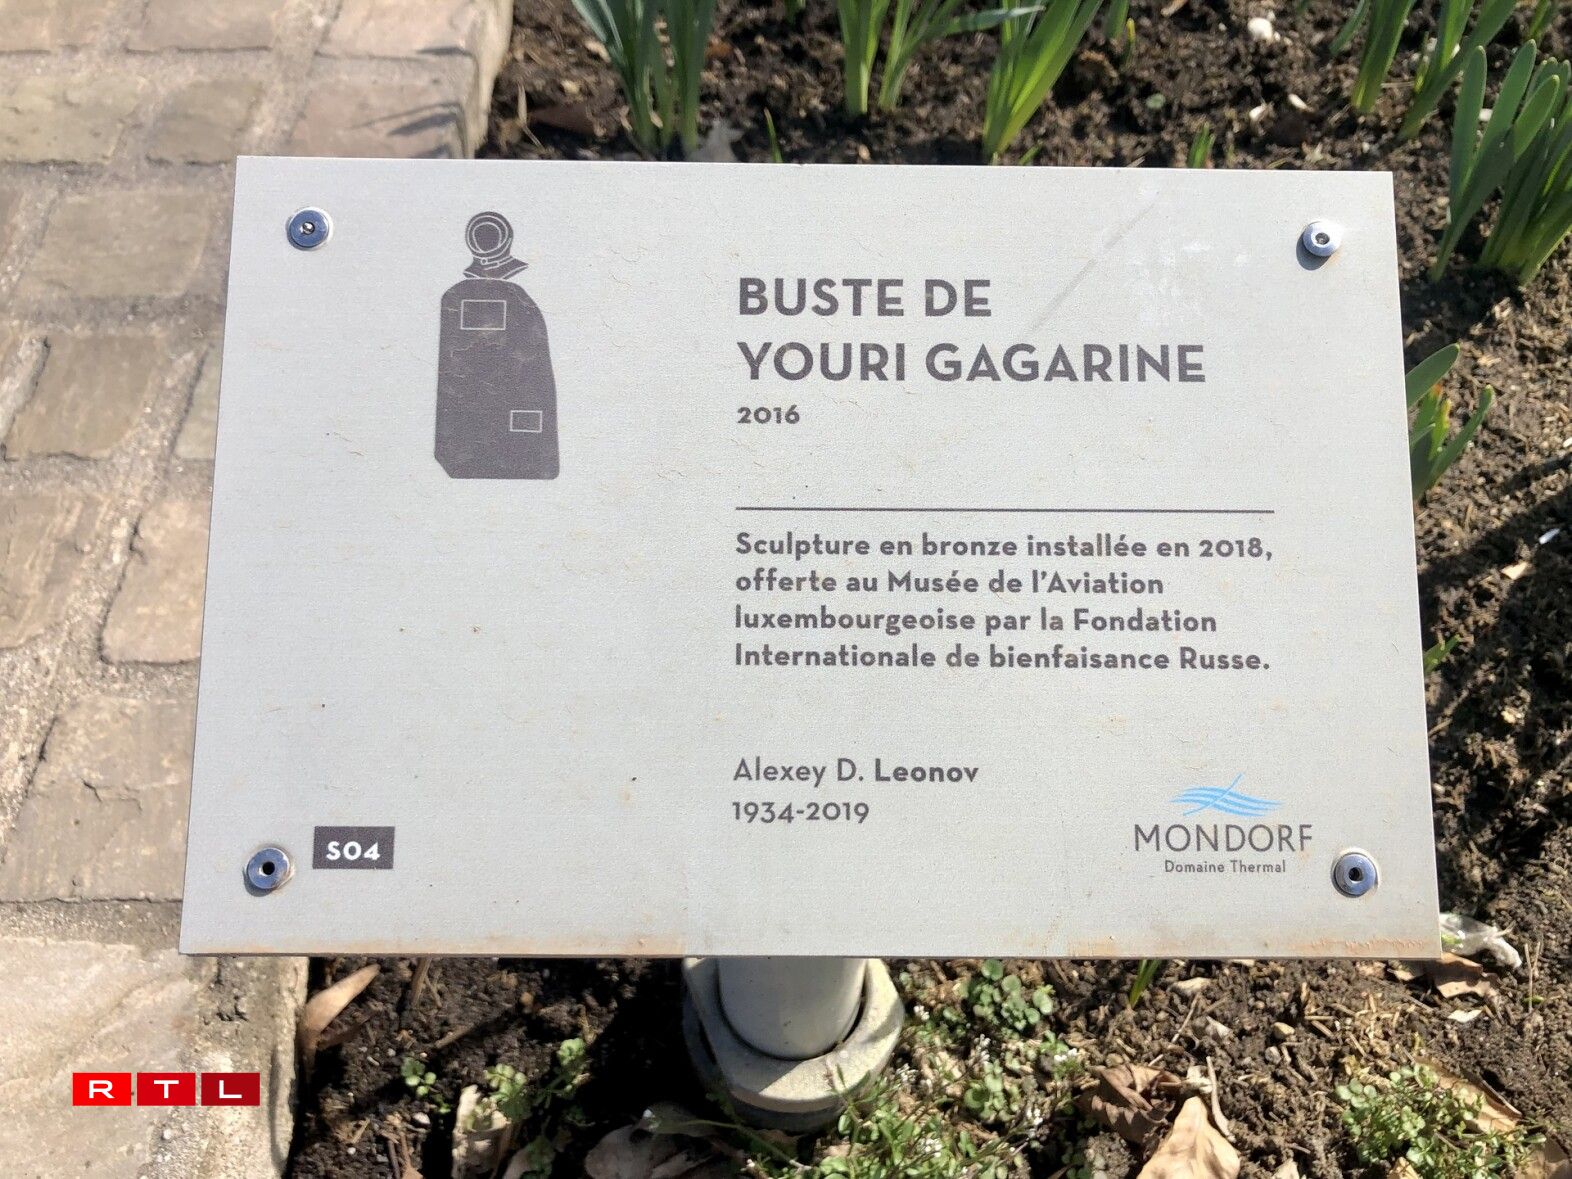 BUSTE DE
YOURI GAGARINE
2016
Sculpture en bronze installée en 2018,
offerte au Musée de l'Aviation
luxembourgeoise par la Fondation
Internationale de bienfaisance Russe.
Alexey D. Leonov
1934-2019
S04
MONDORF
Domaine Thermal
RTL